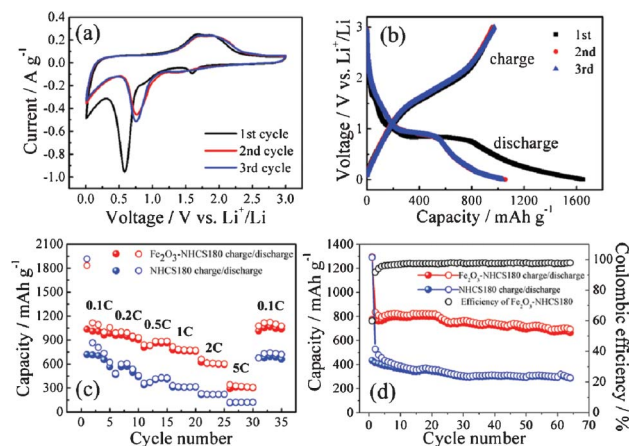 (a)
Current / A g⁻¹
0.4
0.2
0.0
-0.2
-0.4
-0.6
-0.8
-1.0
1st cycle
2nd cycle
3rd cycle
0.0 0.5 1.0 1.5 2.0 2.5 3.0
Voltage / V vs. Li⁺/Li
(b)
Voltage / V vs. Li⁺/Li
3
2
1
0
1st
2nd
3rd
charge
discharge
0 400 800 1200 1600
Capacity / mAh g⁻¹
(c)
Capacity / mAh g⁻¹
2100
1800
1500
1200
900
600
300
0
Fe₂O₃-NHCS180 charge/discharge
NHCS180 charge/discharge
0.1C
0.2C
0.5C
1C
2C
5C
0.1C
0 5 10 15 20 25 30 35
Cycle number
(d)
Capacity / mAh g⁻¹
1400
1200
1000
800
600
400
200
0
Fe₂O₃-NHCS180 charge/discharge
NHCS180 charge/discharge
Efficiency of Fe₂O₃-NHCS180
100
80
60
40
20
0
Coulombic efficiency / %
0 10 20 30 40 50 60 70
Cycle number